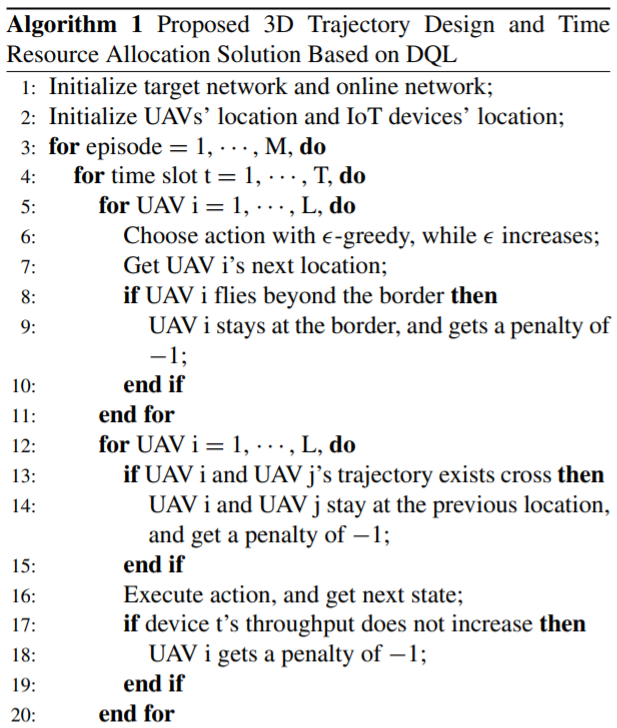 Algorithm 1 Proposed 3D Trajectory Design and Time
Resource Allocation Solution Based on DQL
1: Initialize target network and online network;
2: Initialize UAVs' location and IoT devices' location;
3: for episode = 1, ⋯, M, do
4: for time slot t = 1, ⋯, T, do
5: for UAV i = 1, ⋯, L, do
6: Choose action with ϵ-greedy, while ϵ increases;
7: Get UAV i's next location;
8: if UAV i flies beyond the border then
9: UAV i stays at the border, and gets a penalty of
−1;
10: end if
11: end for
12: for UAV i = 1, ⋯, L, do
13: if UAV i and UAV j's trajectory exists cross then
14: UAV i and UAV j stay at the previous location,
and get a penalty of −1;
15: end if
16: Execute action, and get next state;
17: if device t's throughput does not increase then
18: UAV i gets a penalty of −1;
19: end if
20: end for